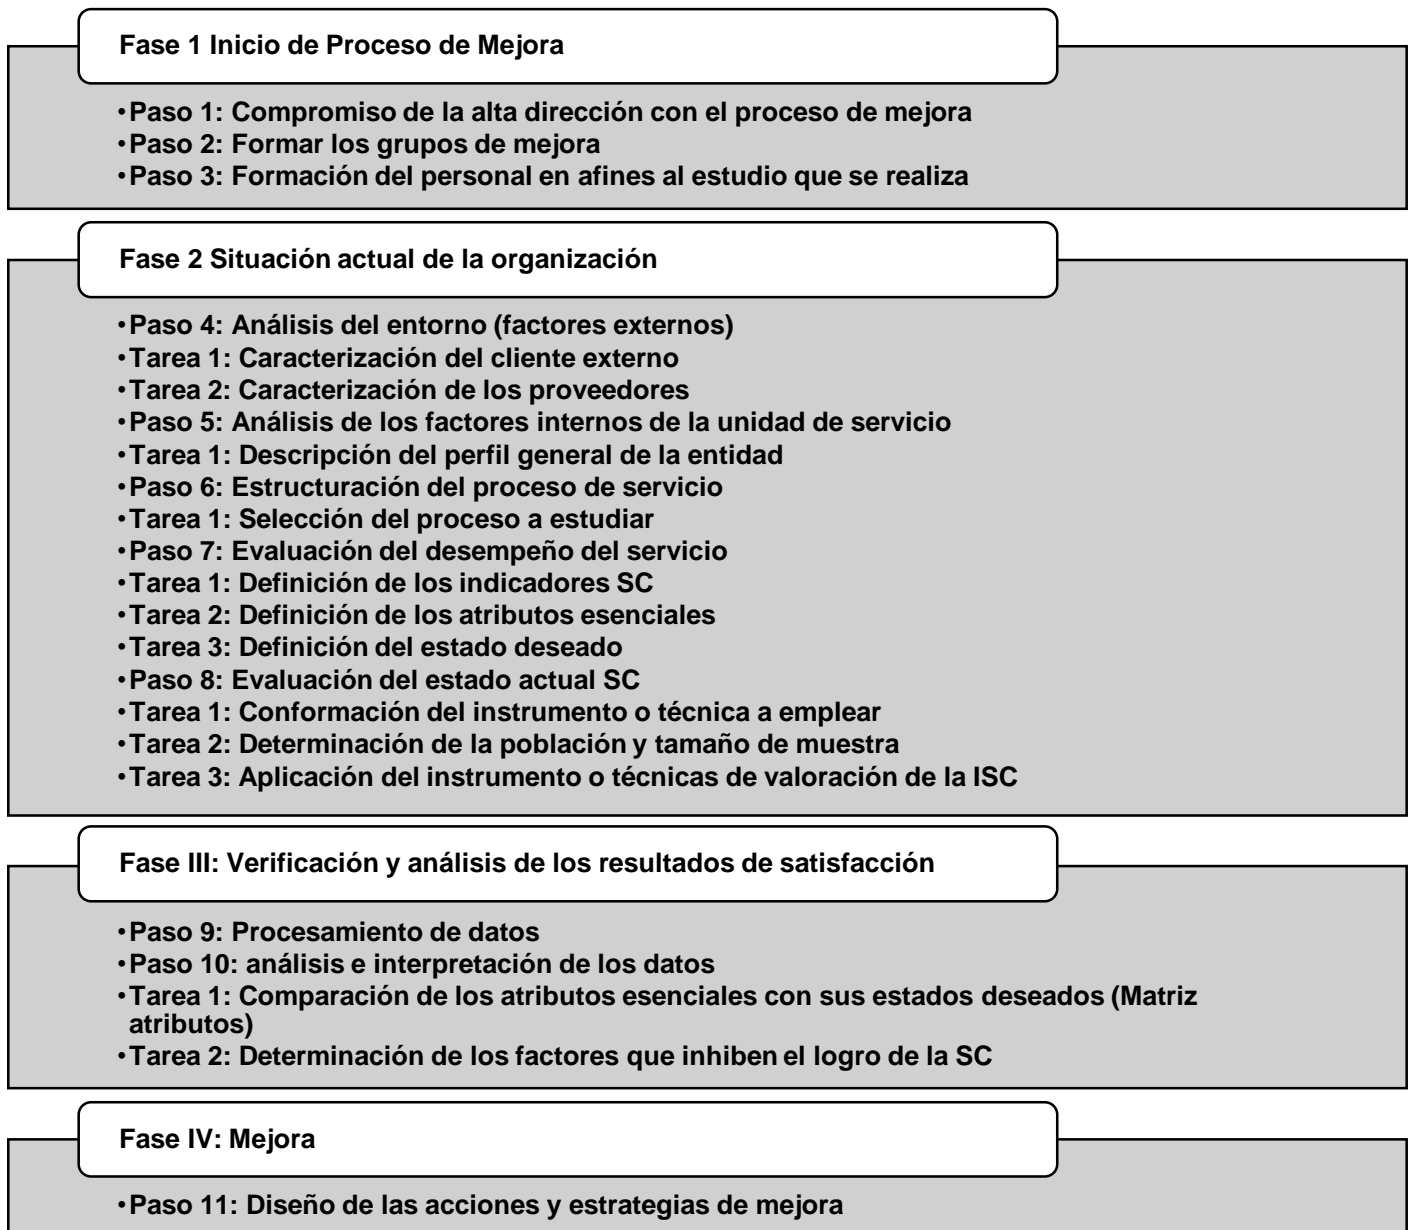 Fase 1 Inicio de Proceso de Mejora
•Paso 1: Compromiso de la alta dirección con el proceso de mejora
•Paso 2: Formar los grupos de mejora
•Paso 3: Formación del personal en afines al estudio que se realiza
Fase 2 Situación actual de la organización
•Paso 4: Análisis del entorno (factores externos)
•Tarea 1: Caracterización del cliente externo
•Tarea 2: Caracterización de los proveedores
•Paso 5: Análisis de los factores internos de la unidad de servicio
•Tarea 1: Descripción del perfil general de la entidad
•Paso 6: Estructuración del proceso de servicio
•Tarea 1: Selección del proceso a estudiar
•Paso 7: Evaluación del desempeño del servicio
•Tarea 1: Definición de los indicadores SC
•Tarea 2: Definición de los atributos esenciales
•Tarea 3: Definición del estado deseado
•Paso 8: Evaluación del estado actual SC
•Tarea 1: Conformación del instrumento o técnica a emplear
•Tarea 2: Determinación de la población y tamaño de muestra
•Tarea 3: Aplicación del instrumento o técnicas de valoración de la ISC
Fase III: Verificación y análisis de los resultados de satisfacción
•Paso 9: Procesamiento de datos
•Paso 10: análisis e interpretación de los datos
•Tarea 1: Comparación de los atributos esenciales con sus estados deseados (Matriz
atributos)
•Tarea 2: Determinación de los factores que inhiben el logro de la SC
Fase IV: Mejora
•Paso 11: Diseño de las acciones y estrategias de mejora